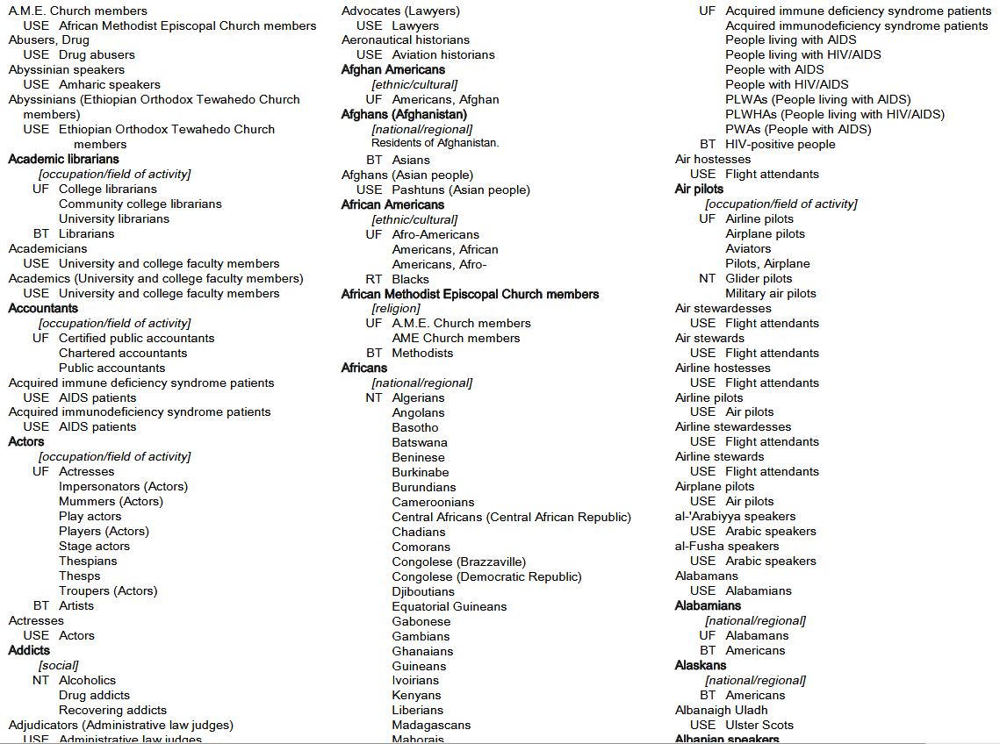 A.M.E. Church members
USE African Methodist Episcopal Church members
Abusers, Drug
USE Drug abusers
Abyssinian speakers
USE Amharic speakers
Abyssinians (Ethiopian Orthodox Tewahedo Church
members)
USE Ethiopian Orthodox Tewahedo Church
members
Academic librarians
[occupation/field of activity]
UF College librarians
Community college librarians
University librarians
BT Librarians
Academicians
USE University and college faculty members
Academics (University and college faculty members)
USE University and college faculty members
Accountants
[occupation/field of activity]
UF Certified public accountants
Chartered accountants
Public accountants
Acquired immune deficiency syndrome patients
USE AIDS patients
Acquired immunodeficiency syndrome patients
USE AIDS patients
Actors
[occupation/field of activity]
UF Actresses
Impersonators (Actors)
Mummers (Actors)
Play actors
Players (Actors)
Stage actors
Thespians
Thesps
Troupers (Actors)
BT Artists
Actresses
USE Actors
Addicts
[social]
NT Alcoholics
Drug addicts
Recovering addicts
Adjudicators (Administrative law judges)
USE Administrative law judges
Advocates (Lawyers)
USE Lawyers
Aeronautical historians
USE Aviation historians
Afghan Americans
[ethnic/cultural]
UF Americans, Afghan
Afghans (Afghanistan)
[national/regional]
Residents of Afghanistan.
BT Asians
Afghans (Asian people)
USE Pashtuns (Asian people)
African Americans
[ethnic/cultural]
UF Afro-Americans
Americans, African
Americans, Afro-
RT Blacks
African Methodist Episcopal Church members
[religion]
UF A.M.E. Church members
AME Church members
BT Methodists
Africans
[national/regional]
NT Algerians
Angolans
Basotho
Batswana
Beninese
Burkinabe
Burundians
Cameroonians
Central Africans (Central African Republic)
Chadians
Comorans
Congolese (Brazzaville)
Congolese (Democratic Republic)
Djiboutians
Equatorial Guineans
Gabonese
Gambians
Ghanaians
Guineans
Ivoirians
Kenyans
Liberians
Madagascans
Mahorais
UF Acquired immune deficiency syndrome patients
Acquired immunodeficiency syndrome patients
People living with AIDS
People living with HIV/AIDS
People with AIDS
People with HIV/AIDS
PLWAs (People living with AIDS)
PLWHAs (People living with HIV/AIDS)
PWAs (People with AIDS)
BT HIV-positive people
Air hostesses
USE Flight attendants
Air pilots
[occupation/field of activity]
UF Airline pilots
Airplane pilots
Aviators
Pilots, Airplane
NT Glider pilots
Military air pilots
Air stewardesses
USE Flight attendants
Air stewards
USE Flight attendants
Airline hostesses
USE Flight attendants
Airline pilots
USE Air pilots
Airline stewardesses
USE Flight attendants
Airline stewards
USE Flight attendants
Airplane pilots
USE Air pilots
al-'Arabiyya speakers
USE Arabic speakers
al-Fusha speakers
USE Arabic speakers
Alabamans
USE Alabamians
Alabamians
[national/regional]
UF Alabamans
BT Americans
Alaskans
[national/regional]
BT Americans
Albanaigh Uladh
USE Ulster Scots
Albanian speakers